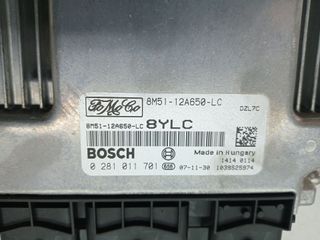 FoMoCo 8M51-12A650-LC
DZL7C
8M51-12A650-LC 8YLC
BOSCH
Made in Hungary
1414 0114
0 281 011 701 07-11-30 1039S25974